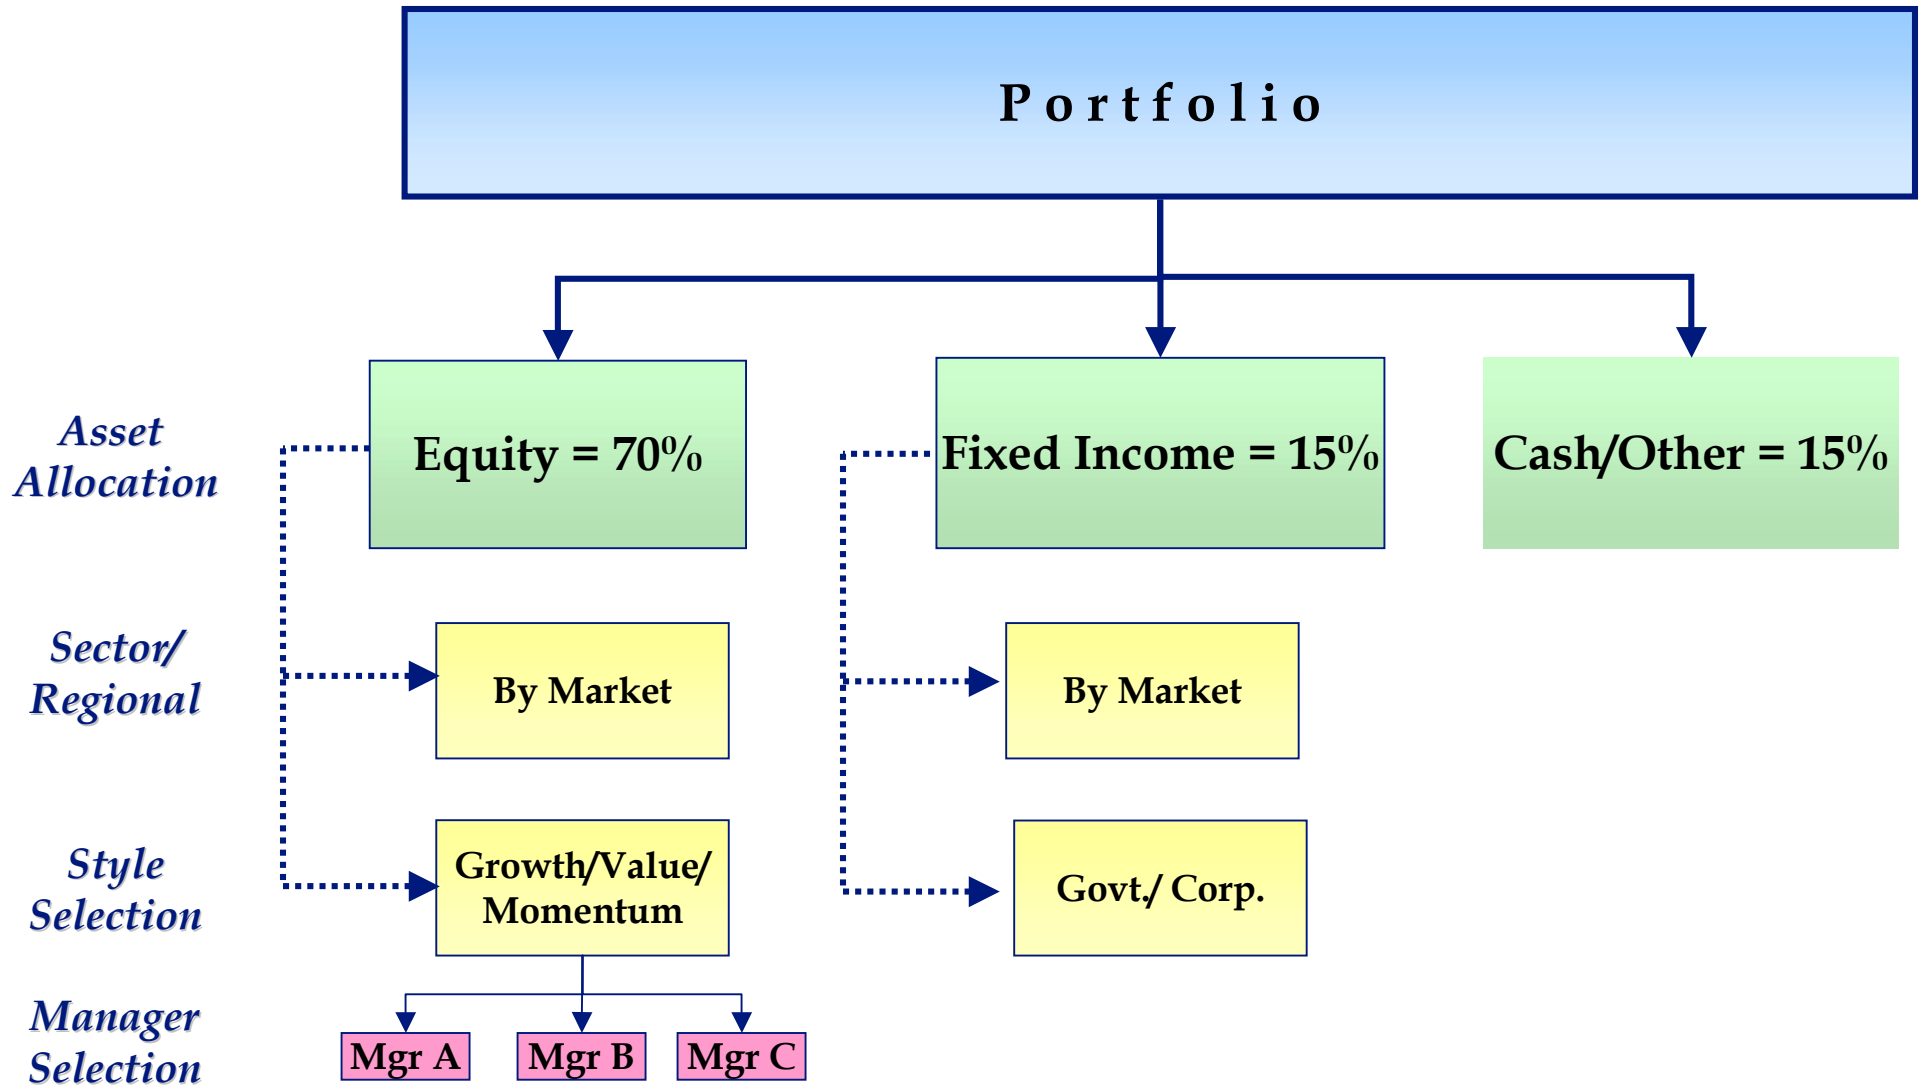 P o r t f o l i o
Asset
Allocation
Equity = 70%
Fixed Income = 15%
Cash/Other = 15%
Sector/
Regional
By Market
By Market
Style
Selection
Growth/Value/
Momentum
Govt./ Corp.
Manager
Selection
Mgr A
Mgr B
Mgr C